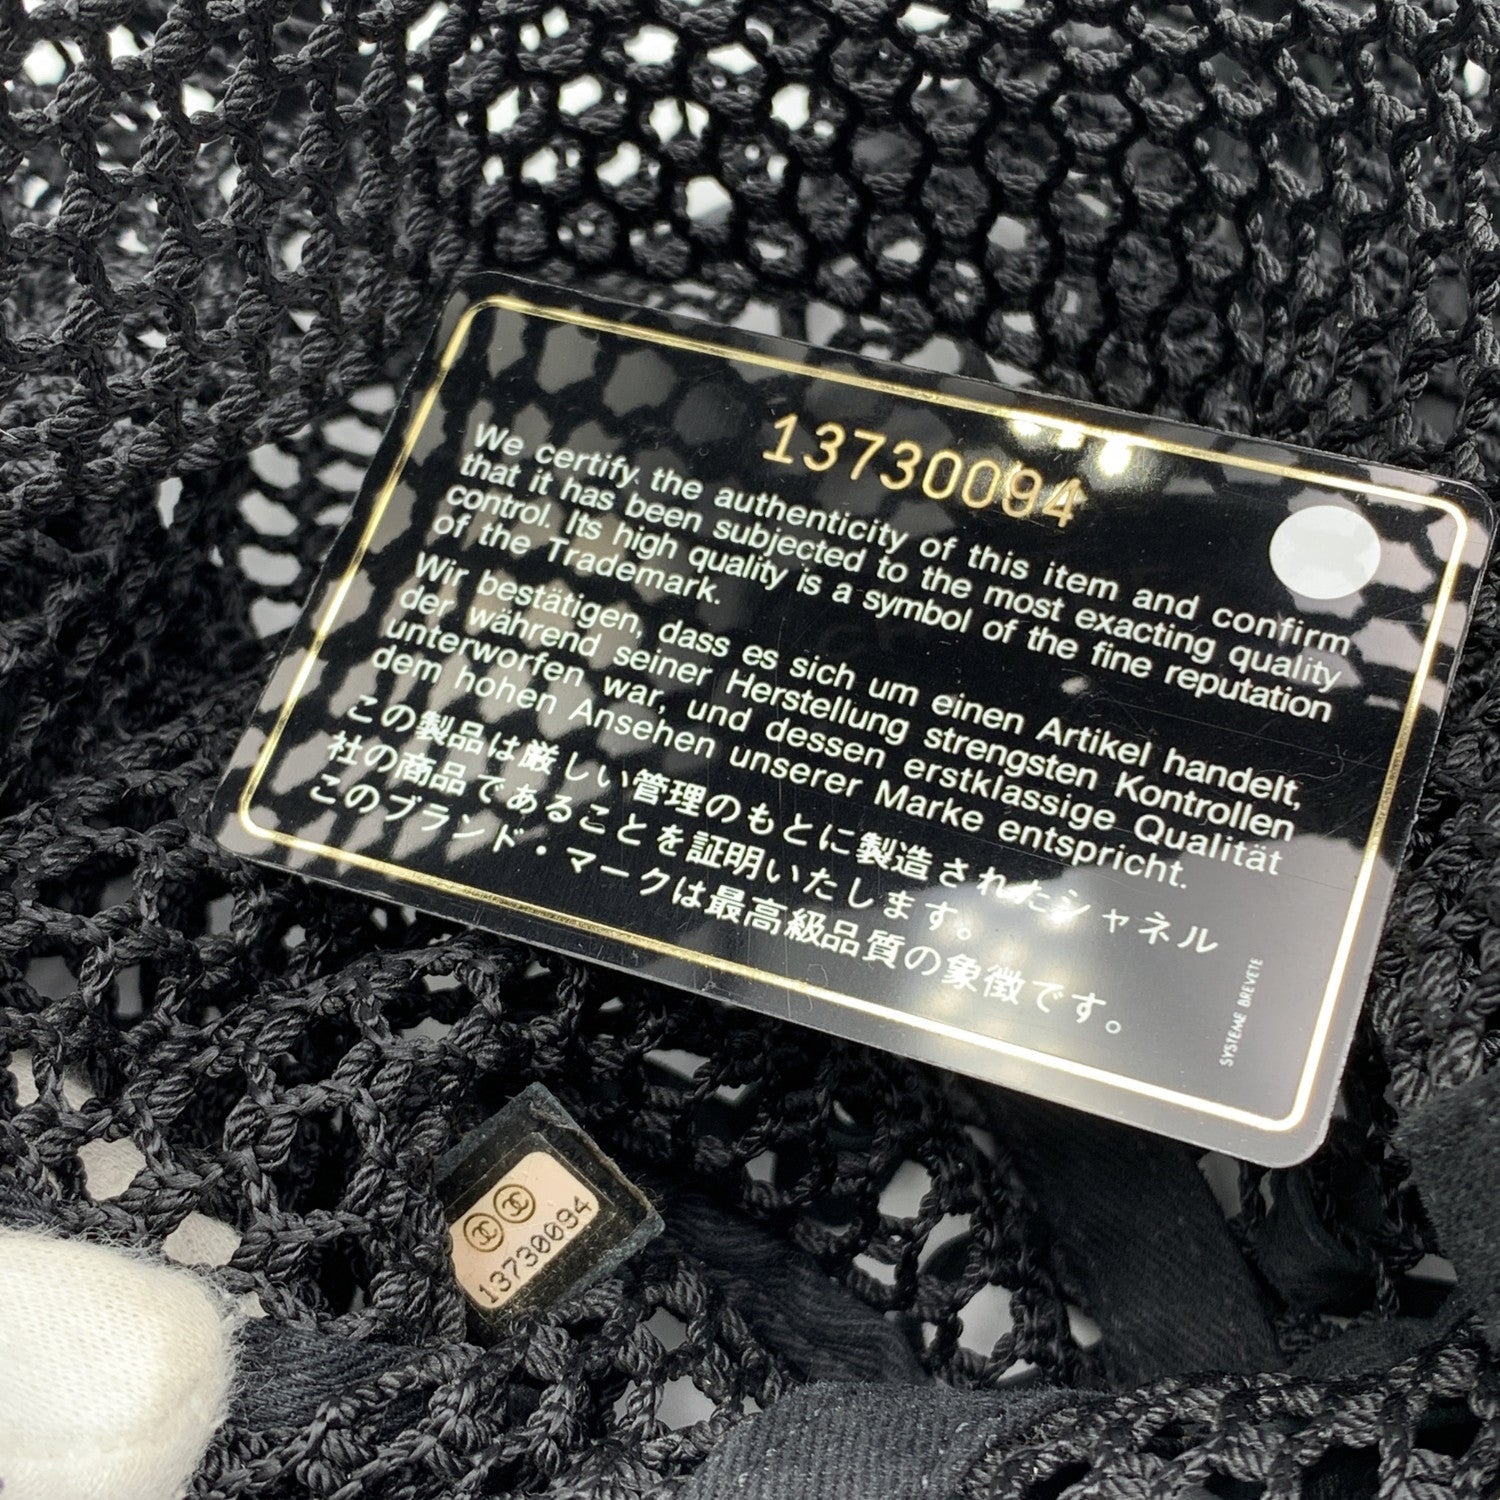 13730094
We certify the authenticity of this item and confirm
that it has been subjected to the most exacting quality
control. Its high quality is a symbol of the fine reputation
of the Trademark.
Wir bestätigen, dass es sich um einen Artikel handelt,
der während seiner Herstellung strengsten Kontrollen
unterworfen war, und dessen erstklassige Qualität
dem hohen Ansehen unserer Marke entspricht.
この製品は厳しい管理のもとに製造されたシャネル
社の商品であることを証明いたします。
このブランド・マークは最高級品質の象徴です。
SYSTEME BREVETE
13730094